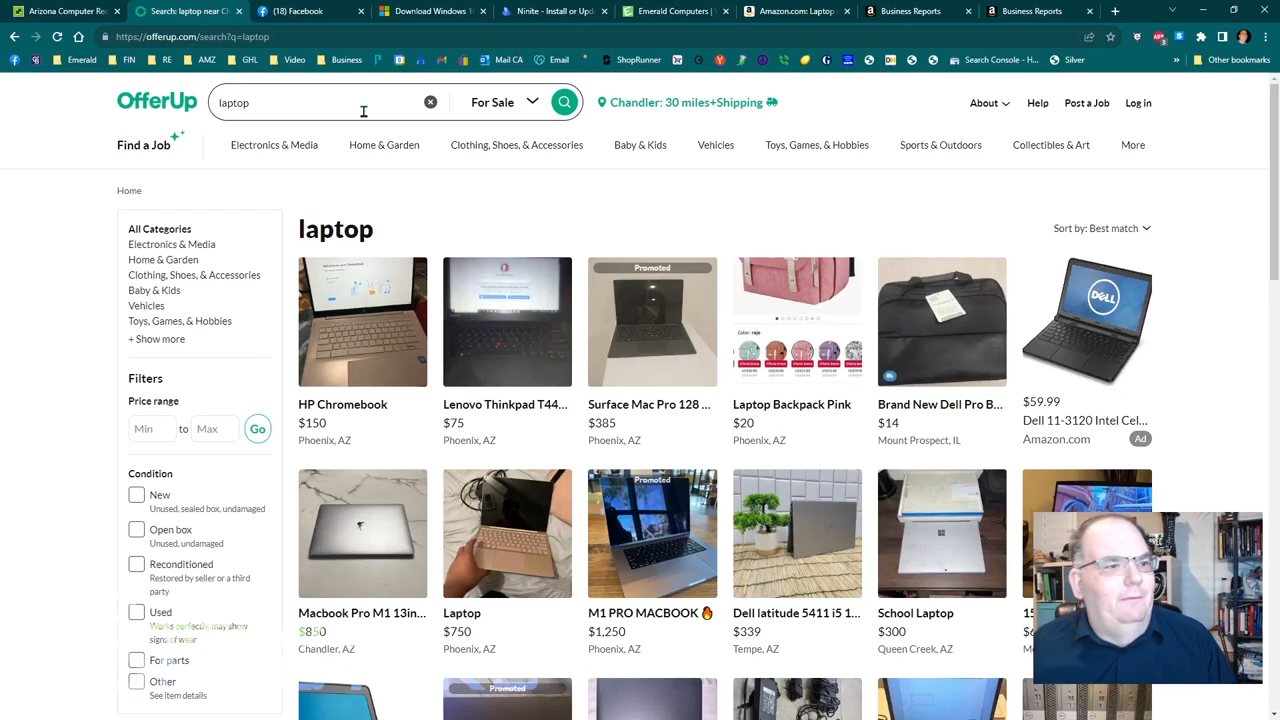 Arizona Computer Rec
Search: laptop near Ch
(18) Facebook
Download Windows 1
Ninite - Install or Upd
Emerald Computers | V
Amazon.com: Laptop
Business Reports
Business Reports
https://offerup.com/search?q=laptop
Emerald
FIN
RE
AMZ
GHL
Video
Business
Mail CA
Email
ShopRunner
Search Console - H...
Silver
Other bookmarks
OfferUp
laptop
For Sale
Chandler: 30 miles+Shipping
About
Help
Post a Job
Log in
Find a Job
Electronics & Media
Home & Garden
Clothing, Shoes, & Accessories
Baby & Kids
Vehicles
Toys, Games, & Hobbies
Sports & Outdoors
Collectibles & Art
More
Home
All Categories
Electronics & Media
Home & Garden
Clothing, Shoes, & Accessories
Baby & Kids
Vehicles
Toys, Games, & Hobbies
+ Show more
Filters
Price range
Min
to
Max
Go
Condition
New
Unused, sealed box, undamaged
Open box
Unused, undamaged
Reconditioned
Restored by seller or a third
party
Used
Works perfectly, may show
signs of wear
For parts
Other
See item details
laptop
Sort by: Best match
Promoted
Color: rojo
DELL
HP Chromebook
$150
Phoenix, AZ
Lenovo Thinkpad T44...
$75
Phoenix, AZ
Surface Mac Pro 128 ...
$385
Phoenix, AZ
Laptop Backpack Pink
$20
Phoenix, AZ
Brand New Dell Pro B...
$14
Mount Prospect, IL
$59.99
Dell 11-3120 Intel Cel...
Amazon.com
Ad
Promoted
Macbook Pro M1 13in...
$850
Chandler, AZ
Laptop
$750
Phoenix, AZ
M1 PRO MACBOOK 🔥
$1,250
Phoenix, AZ
Dell latitude 5411 i5 1...
$339
Tempe, AZ
School Laptop
$300
Queen Creek, AZ
Promoted